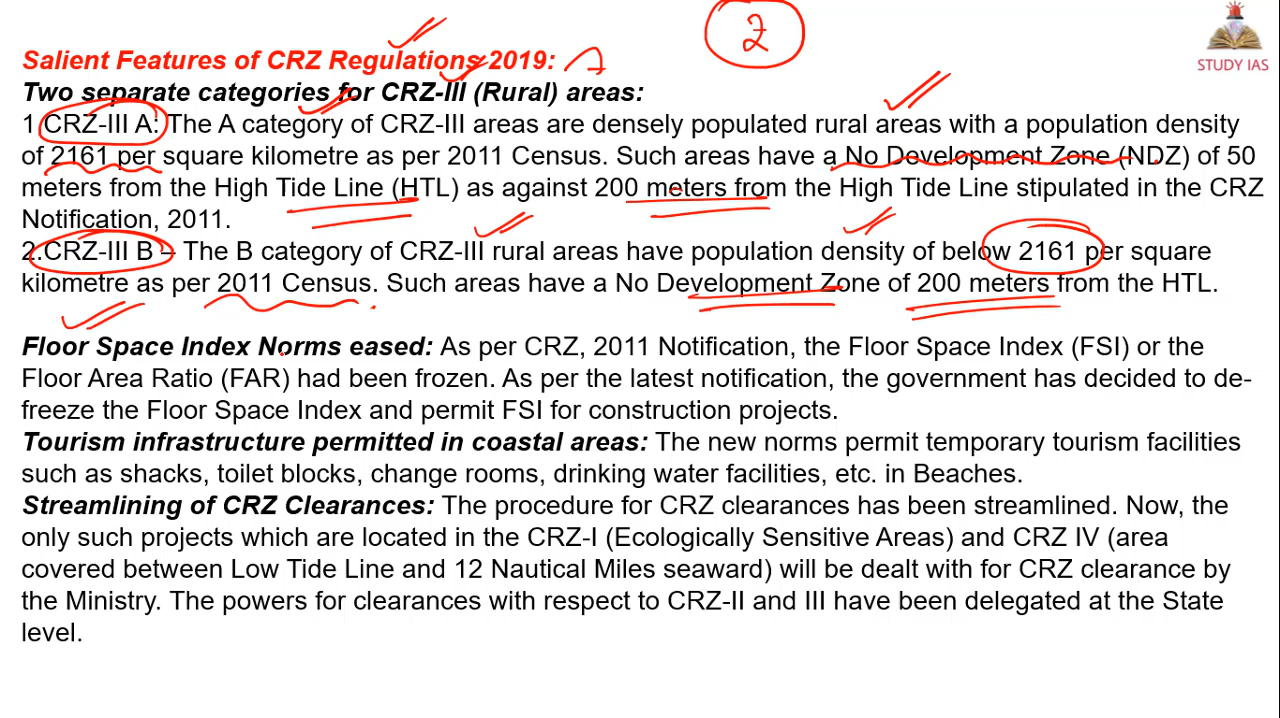 2
STUDY IAS
Salient Features of CRZ Regulations 2019:
Two separate categories for CRZ-III (Rural) areas:
1 CRZ-III A: The A category of CRZ-III areas are densely populated rural areas with a population density
of 2161 per square kilometre as per 2011 Census. Such areas have a No Development Zone (NDZ) of 50
meters from the High Tide Line (HTL) as against 200 meters from the High Tide Line stipulated in the CRZ
Notification, 2011.
2.CRZ-III B – The B category of CRZ-III rural areas have population density of below 2161 per square
kilometre as per 2011 Census. Such areas have a No Development Zone of 200 meters from the HTL.
Floor Space Index Norms eased: As per CRZ, 2011 Notification, the Floor Space Index (FSI) or the
Floor Area Ratio (FAR) had been frozen. As per the latest notification, the government has decided to de-
freeze the Floor Space Index and permit FSI for construction projects.
Tourism infrastructure permitted in coastal areas: The new norms permit temporary tourism facilities
such as shacks, toilet blocks, change rooms, drinking water facilities, etc. in Beaches.
Streamlining of CRZ Clearances: The procedure for CRZ clearances has been streamlined. Now, the
only such projects which are located in the CRZ-I (Ecologically Sensitive Areas) and CRZ IV (area
covered between Low Tide Line and 12 Nautical Miles seaward) will be dealt with for CRZ clearance by
the Ministry. The powers for clearances with respect to CRZ-II and III have been delegated at the State
level.